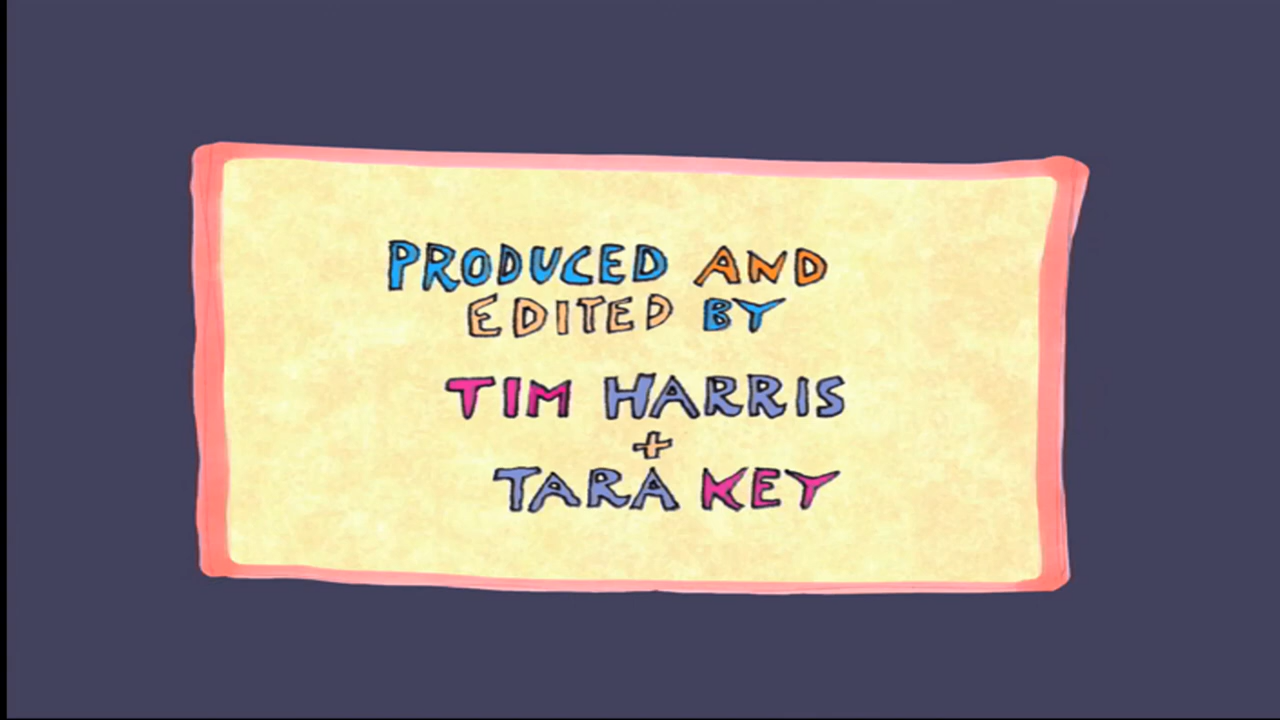 PRODUCED AND
EDITED BY
TIM HARRIS
+
TARA KEY